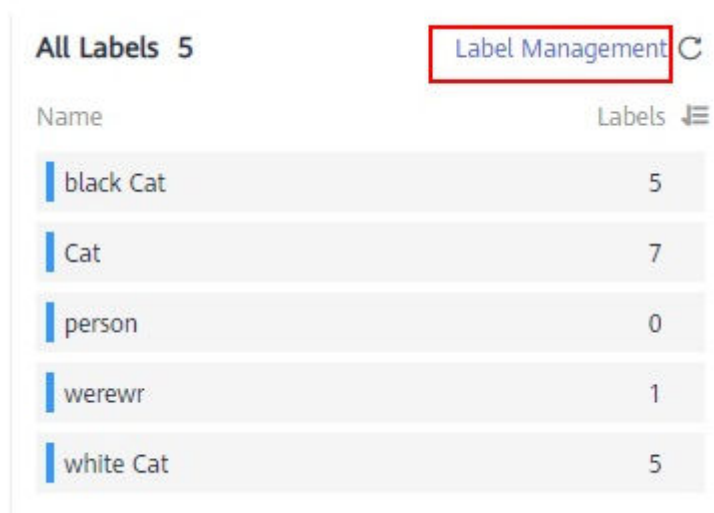 All Labels 5 Label Management
Name Labels
black Cat 5
Cat 7
person 0
werewr 1
white Cat 5